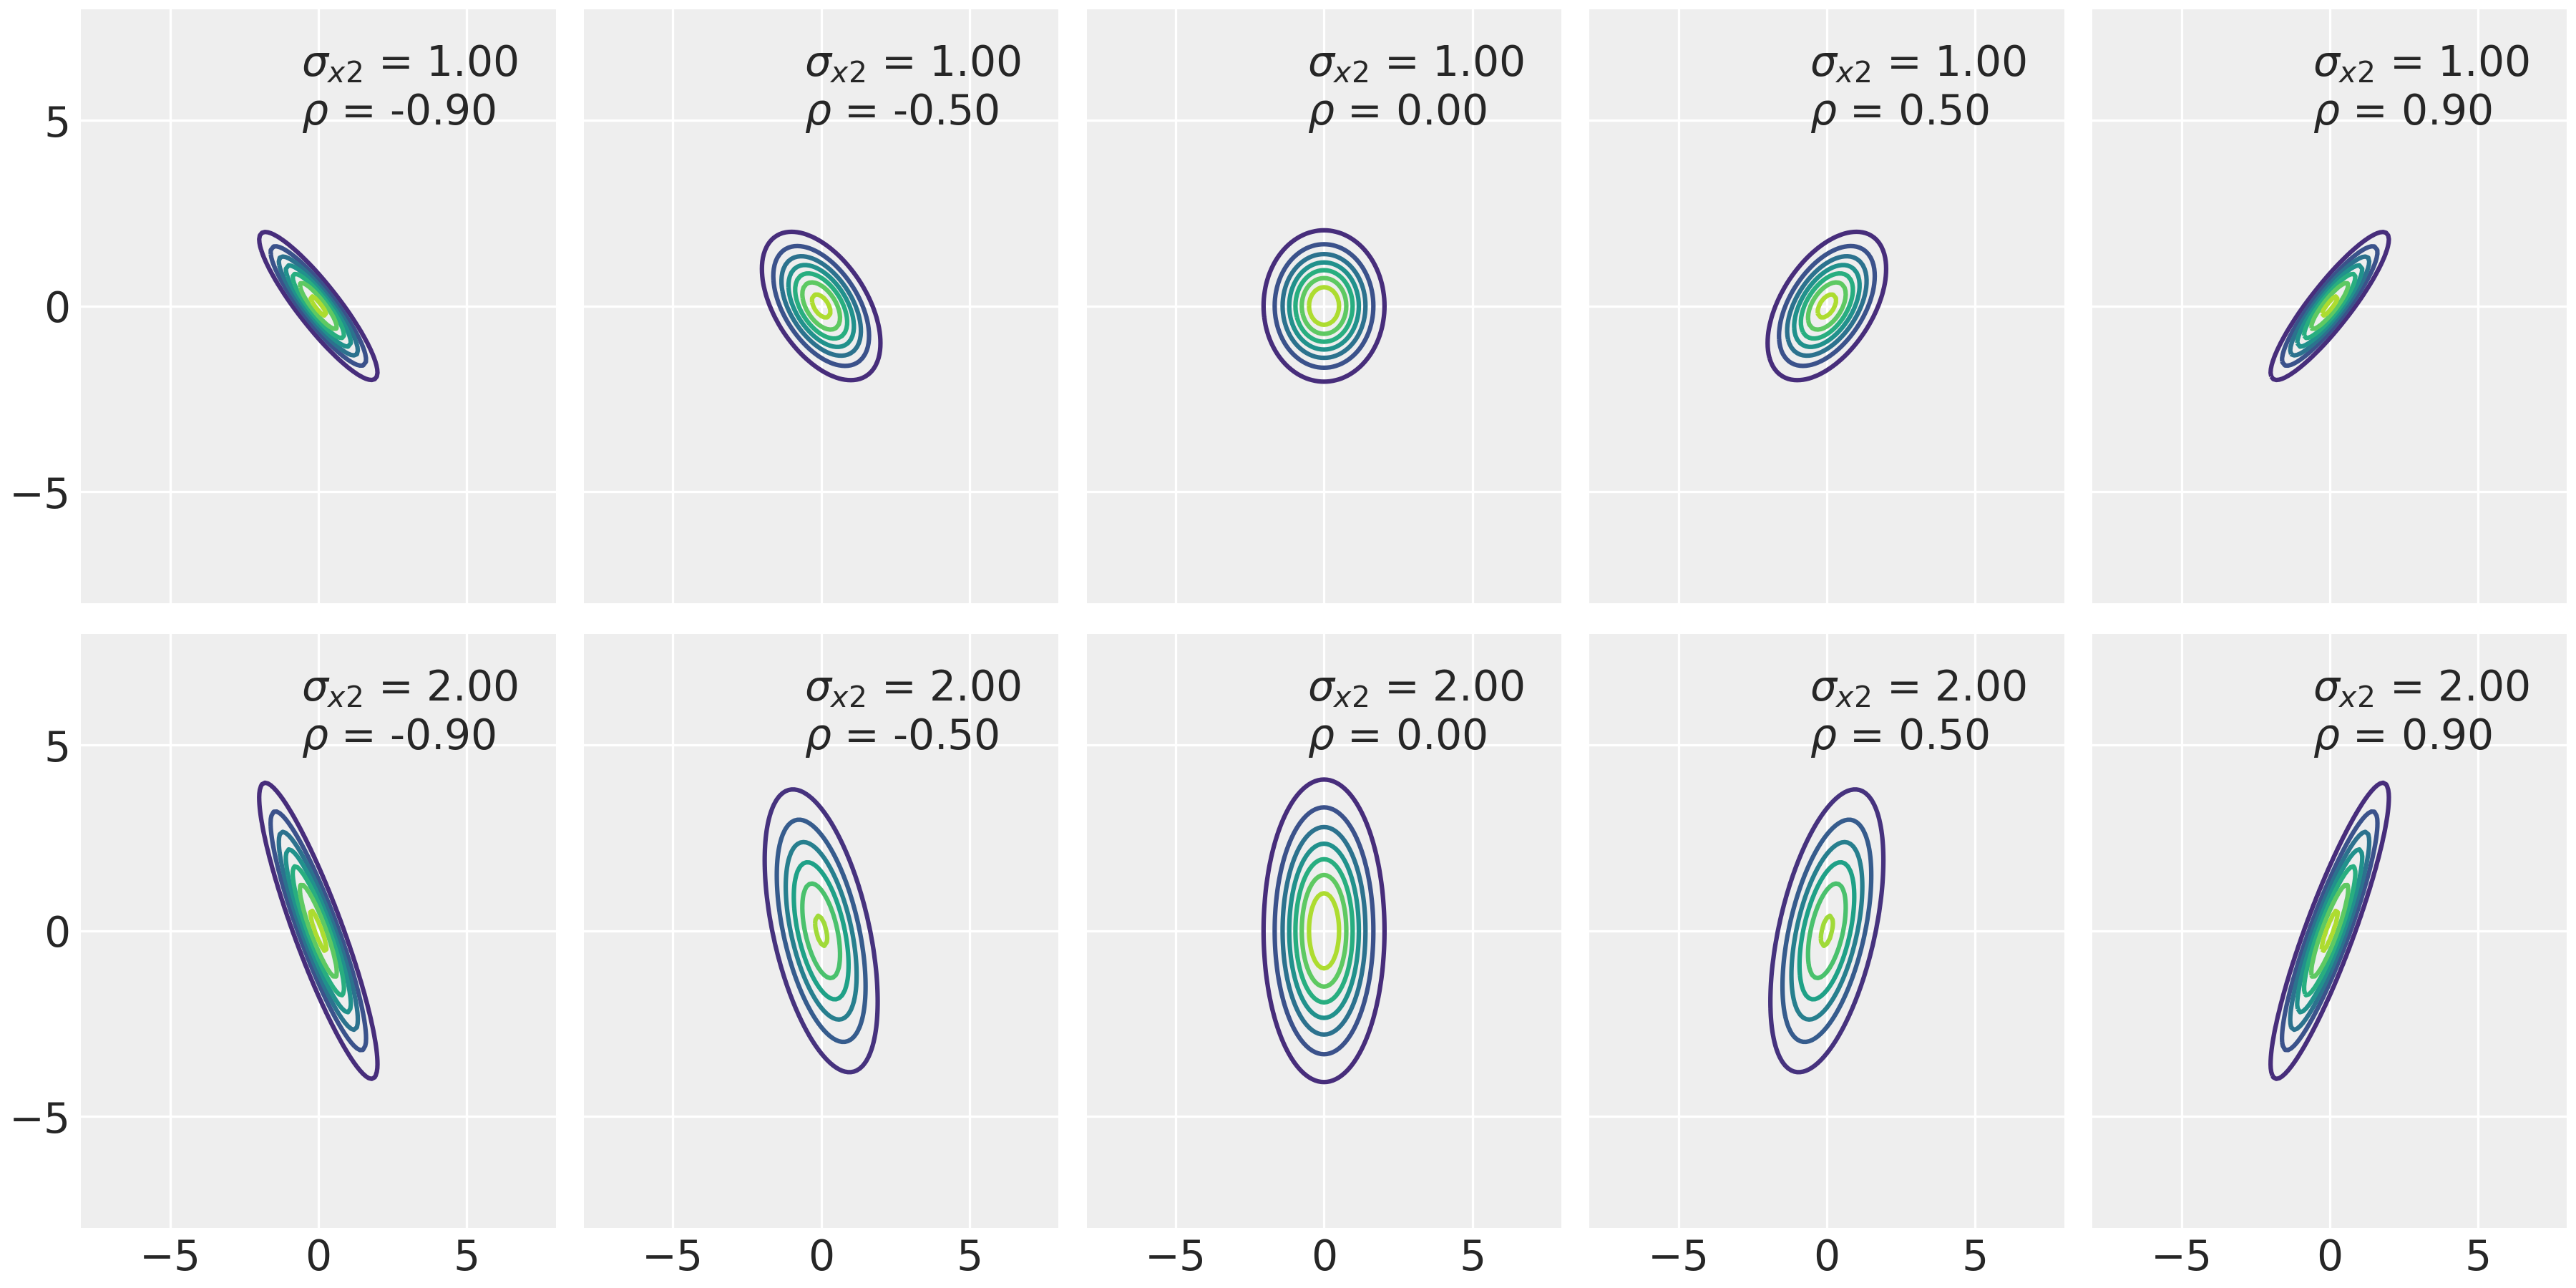 σx2 = 1.00
ρ = -0.90
σx2 = 1.00
ρ = -0.50
σx2 = 1.00
ρ = 0.00
σx2 = 1.00
ρ = 0.50
σx2 = 1.00
ρ = 0.90
5
0
−5
σx2 = 2.00
ρ = -0.90
σx2 = 2.00
ρ = -0.50
σx2 = 2.00
ρ = 0.00
σx2 = 2.00
ρ = 0.50
σx2 = 2.00
ρ = 0.90
5
0
−5
−5 0 5 −5 0 5 −5 0 5 −5 0 5 −5 0 5